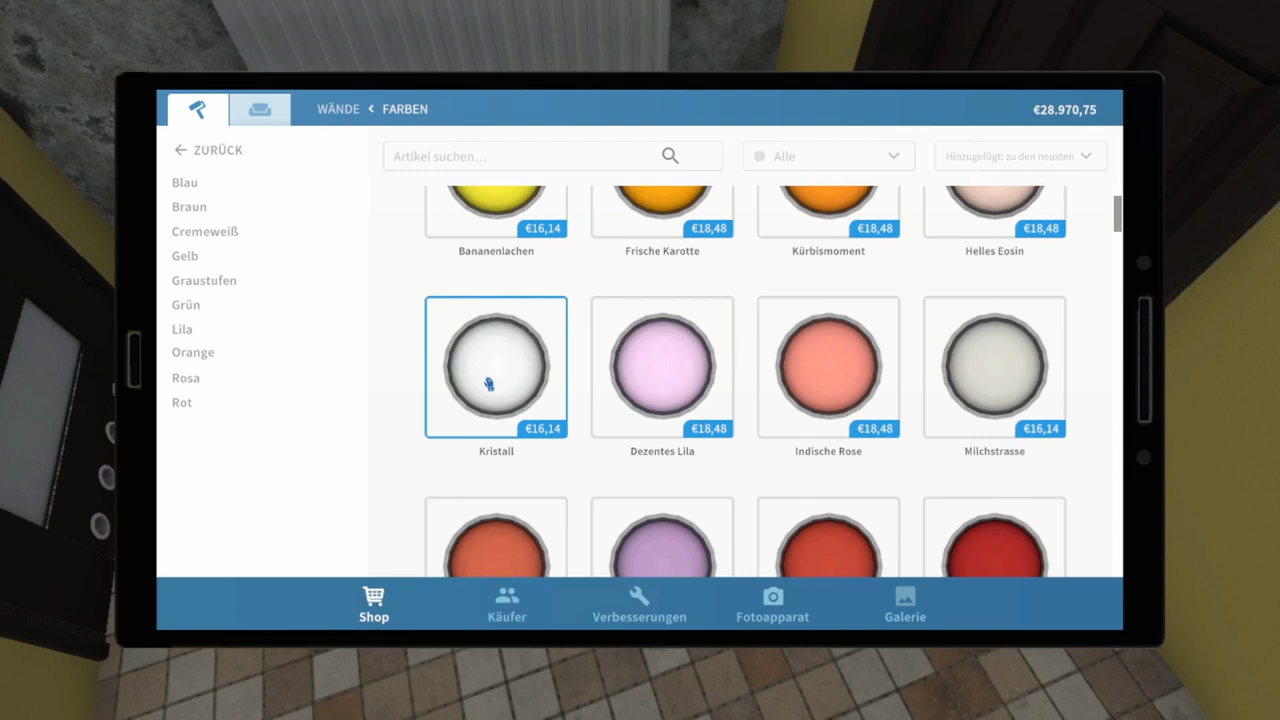 WÄNDE < FARBEN
€28.970,75
ZURÜCK
Blau
Braun
Cremeweiß
Gelb
Graustufen
Grün
Lila
Orange
Rosa
Rot
Artikel suchen...
Alle
Hinzugefügt: zu den neusten
€16,14
€18,48
€18,48
€18,48
Bananenlachen
Frische Karotte
Kürbismoment
Helles Eosin
€16,14
€18,48
€18,48
€16,14
Kristall
Dezentes Lila
Indische Rose
Milchstrasse
Shop
Käufer
Verbesserungen
Fotoapparat
Galerie